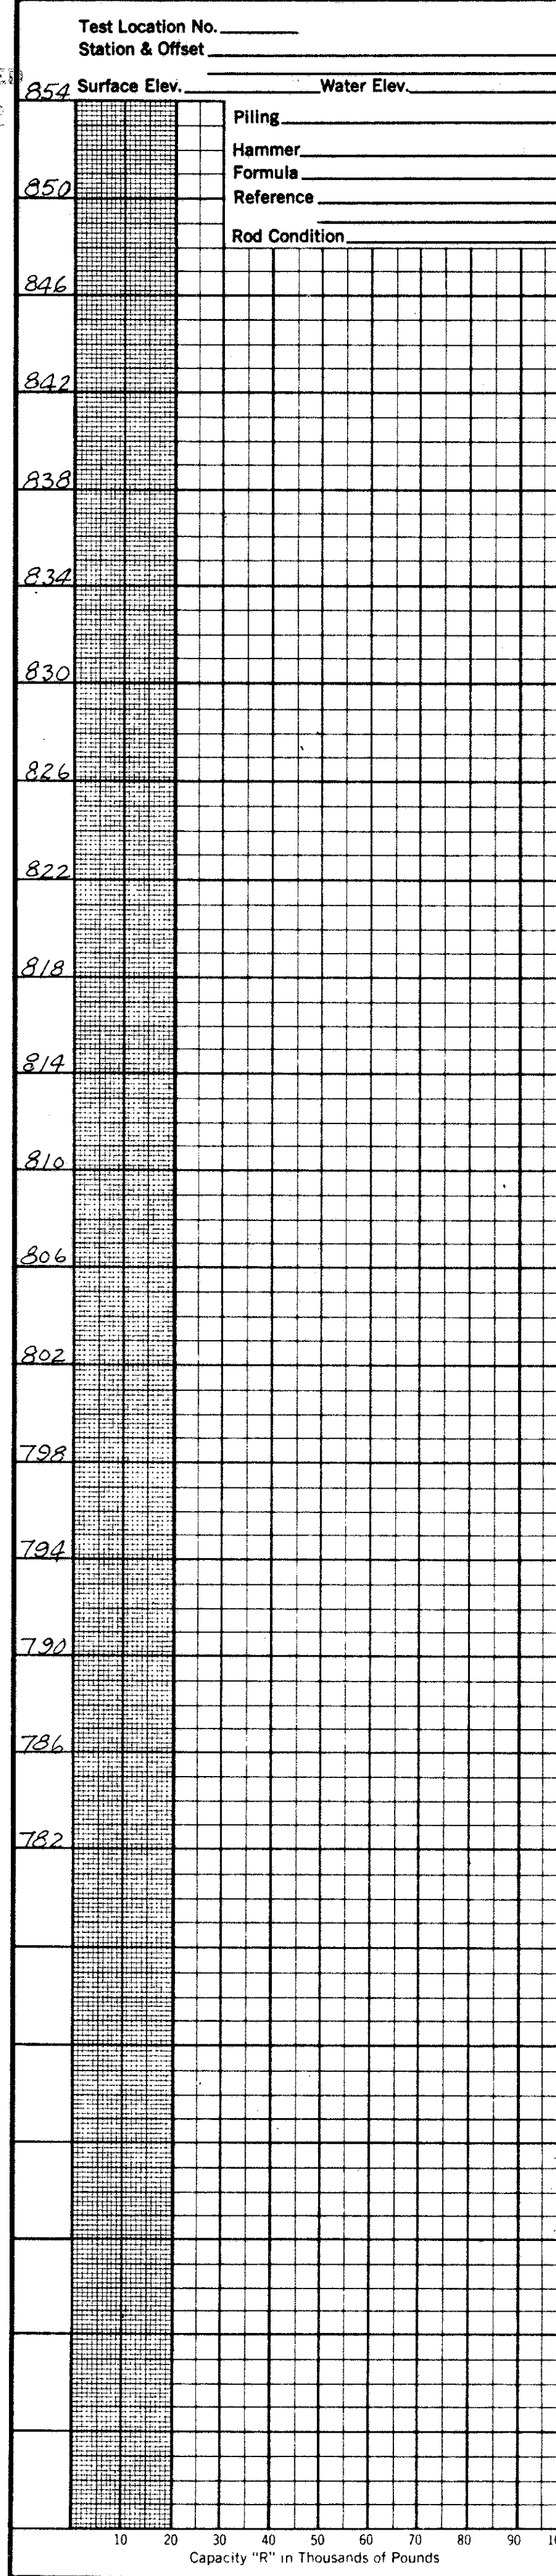 Test Location No.
Station & Offset
Surface Elev. Water Elev.
Piling
Hammer
Formula
Reference
Rod Condition
854
850
846
842
838
834
830
826
822
818
814
810
806
802
798
794
790
786
782
10 20 30 40 50 60 70 80 90
Capacity "R" in Thousands of Pounds